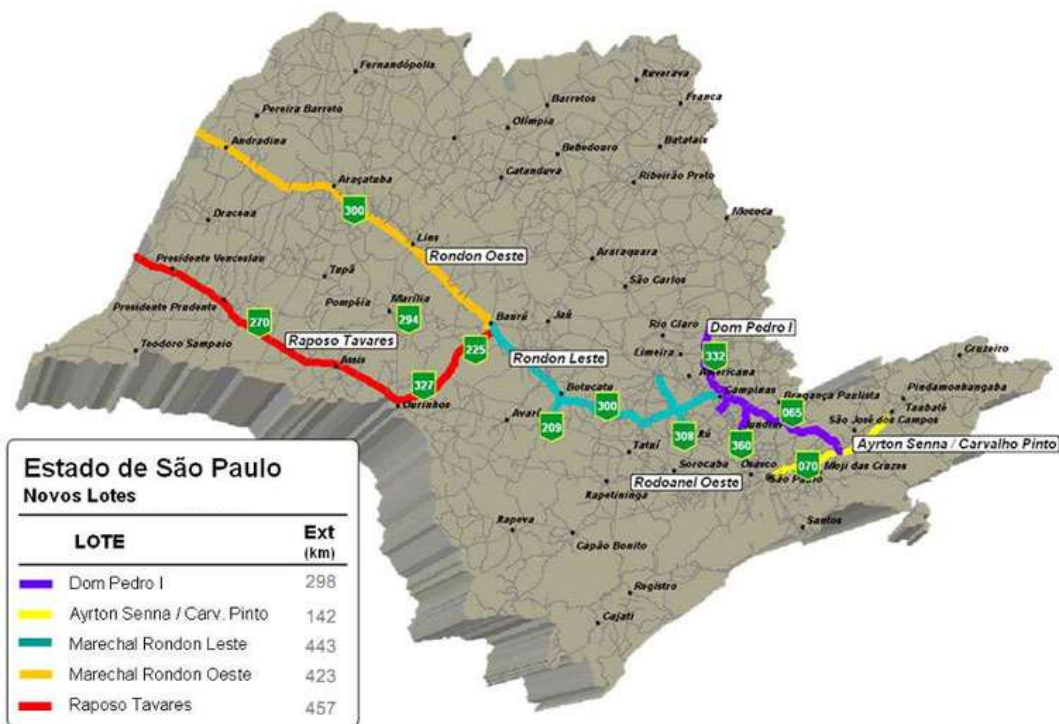 Fernandópolis
Ituverava
Pereira Barreto
Barretos
Franca
Andradina
Olímpia
Batatais
Bebedouro
Araçatuba
Catanduva
Ribeirão Preto
300
Dracena
Mococa
Lins
Rondon Oeste
Araraquara
Presidente Venceslau
Tupã
São Carlos
Presidente Prudente
Pompéia
Marília
294
Baurú
Jaú
270
Raposo Tavares
225
Rio Claro
Dom Pedro I
Teodoro Sampaio
Assis
Rondon Leste
Limeira
332
Cruzeiro
327
Americana
Ourinhos
Botucatu
Campinas
Bragança Paulista
Pindamonhangaba
Avaré
300
065
Taubaté
209
308
Itú
360
Jundiaí
São José dos Campos
Tatuí
Ayrton Senna / Carvalho Pinto
Sorocaba
Osasco
070
Moji das Cruzes
Rodoanel Oeste
São Paulo
Itapetininga
Itapeva
Santos
Capão Bonito
Registro
Cajati
Estado de São Paulo
Novos Lotes
LOTE Ext
(km)
Dom Pedro I 298
Ayrton Senna / Carv. Pinto 142
Marechal Rondon Leste 443
Marechal Rondon Oeste 423
Raposo Tavares 457